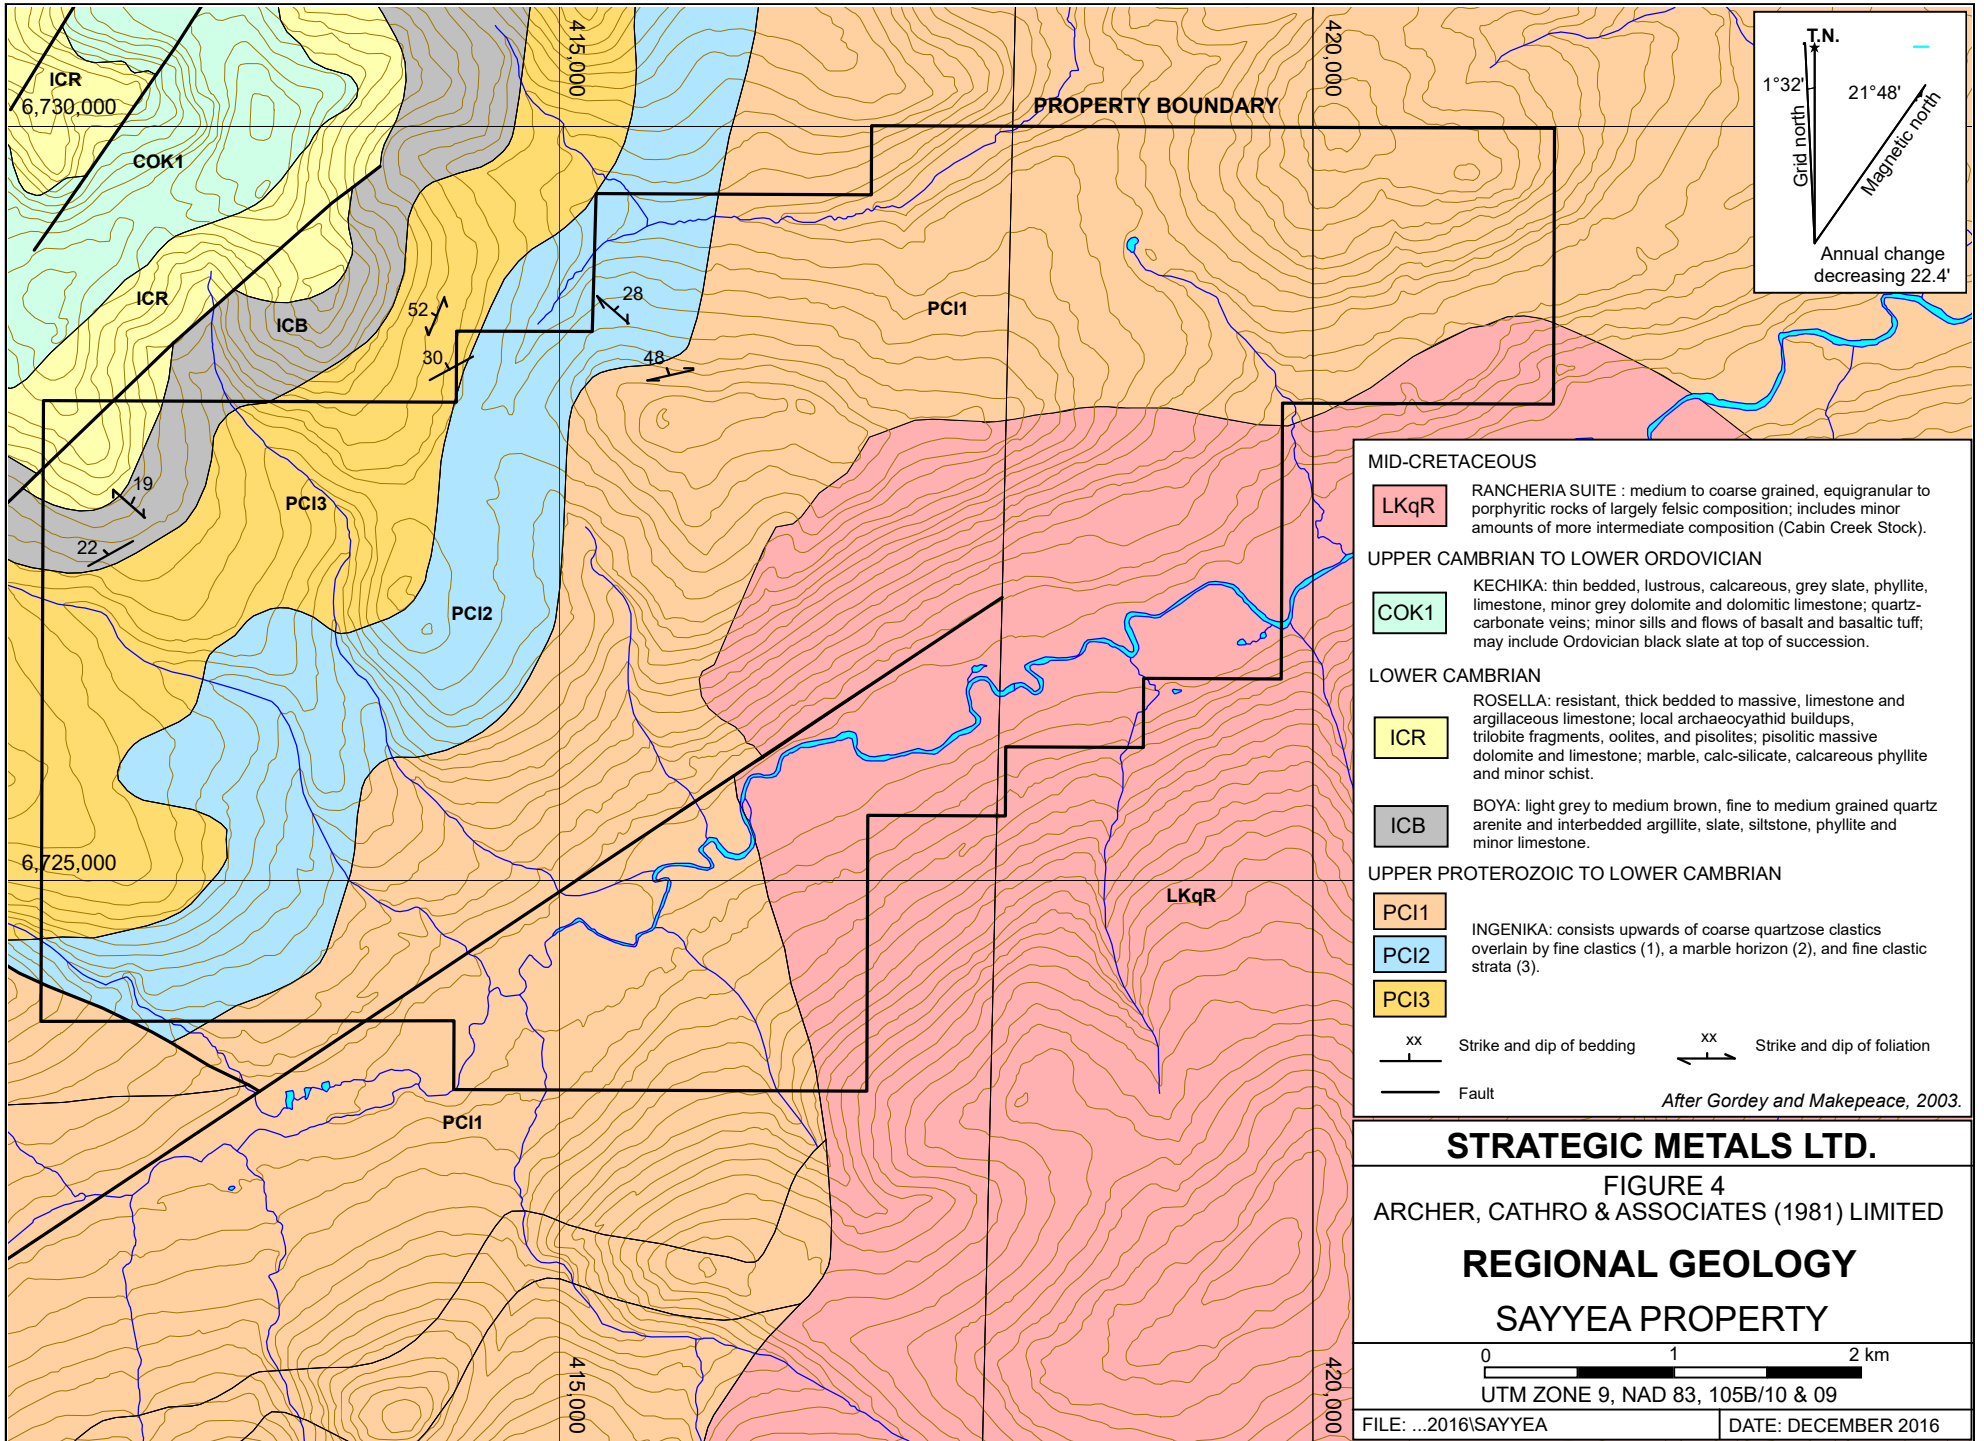 415,000
420,000
ICR
6,730,000
COK1
PROPERTY BOUNDARY
T.N.
1°32'
21°48'
Grid north
Magnetic north
Annual change
decreasing 22.4'
ICR
ICB
52
28
30
48
PCI1
19
22
PCI3
PCI2
6,725,000
LKqR
PCI1
415,000
420,000
MID-CRETACEOUS
LKqR
RANCHERIA SUITE : medium to coarse grained, equigranular to
porphyritic rocks of largely felsic composition; includes minor
amounts of more intermediate composition (Cabin Creek Stock).
UPPER CAMBRIAN TO LOWER ORDOVICIAN
COK1
KECHIKA: thin bedded, lustrous, calcareous, grey slate, phyllite,
limestone, minor grey dolomite and dolomitic limestone; quartz-
carbonate veins; minor sills and flows of basalt and basaltic tuff;
may include Ordovician black slate at top of succession.
LOWER CAMBRIAN
ICR
ROSELLA: resistant, thick bedded to massive, limestone and
argillaceous limestone; local archaeocyathid buildups,
trilobite fragments, oolites, and pisolites; pisolitic massive
dolomite and limestone; marble, calc-silicate, calcareous phyllite
and minor schist.
ICB
BOYA: light grey to medium brown, fine to medium grained quartz
arenite and interbedded argillite, slate, siltstone, phyllite and
minor limestone.
UPPER PROTEROZOIC TO LOWER CAMBRIAN
PCI1
PCI2
PCI3
INGENIKA: consists upwards of coarse quartzose clastics
overlain by fine clastics (1), a marble horizon (2), and fine clastic
strata (3).
xx
Strike and dip of bedding
xx
Strike and dip of foliation
Fault
After Gordey and Makepeace, 2003.
STRATEGIC METALS LTD.
FIGURE 4
ARCHER, CATHRO & ASSOCIATES (1981) LIMITED
REGIONAL GEOLOGY
SAYYEA PROPERTY
0 1 2 km
UTM ZONE 9, NAD 83, 105B/10 & 09
FILE: ...2016\SAYYEA
DATE: DECEMBER 2016